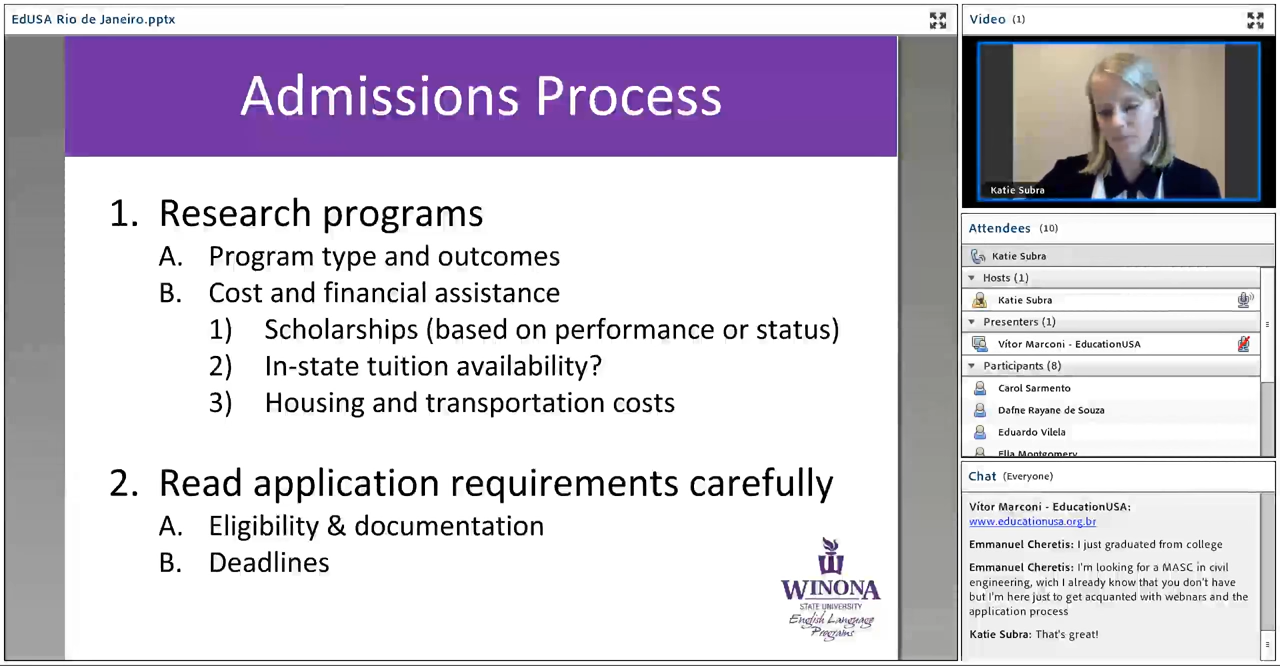 EdUSA Rio de Janeiro.pptx
Admissions Process
1. Research programs
A. Program type and outcomes
B. Cost and financial assistance
1) Scholarships (based on performance or status)
2) In-state tuition availability?
3) Housing and transportation costs
2. Read application requirements carefully
A. Eligibility & documentation
B. Deadlines
WINONA
STATE UNIVERSITY
English Language
Programs
Video (1)
Katie Subra
Attendees (10)
Katie Subra
Hosts (1)
Katie Subra
Presenters (1)
Vítor Marconi - EducationUSA
Participants (8)
Carol Sarmento
Dafne Rayane de Souza
Eduardo Vilela
Ella Montgomery
Chat (Everyone)
Vítor Marconi - EducationUSA:
www.educationusa.org.br
Emmanuel Cheretis: I just graduated from college
Emmanuel Cheretis: I'm looking for a MASC in civil
engineering, wich I already know that you don't have
but I'm here just to get acquanted with webnars and the
application process
Katie Subra: That's great!